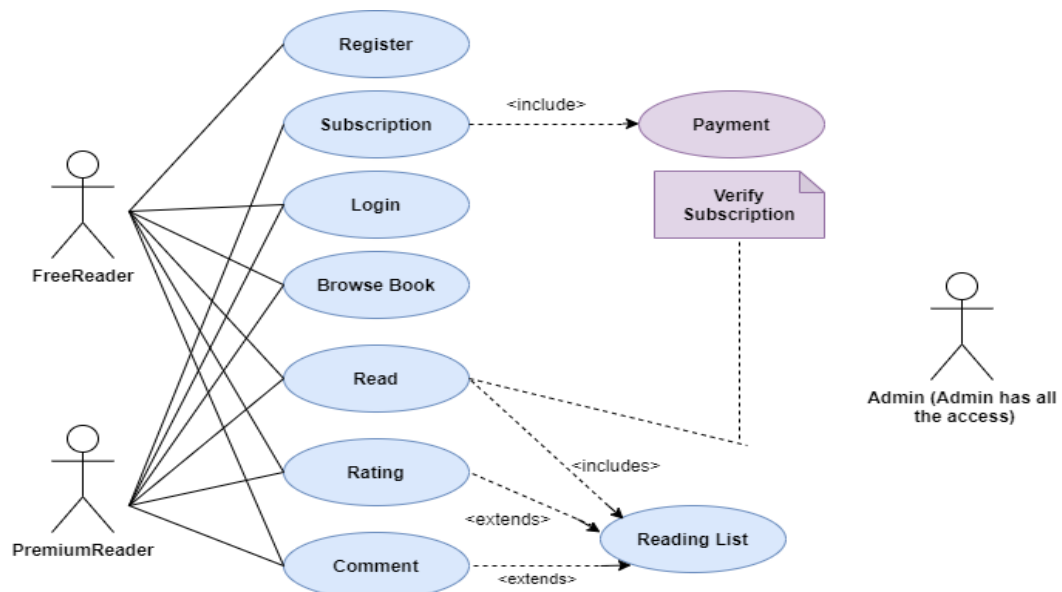 Register
<include>
Subscription
Payment
Verify
Subscription
Login
FreeReader
Browse Book
Read
Admin (Admin has all
the access)
<includes>
Rating
<extends>
Reading List
PremiumReader
Comment
<extends>